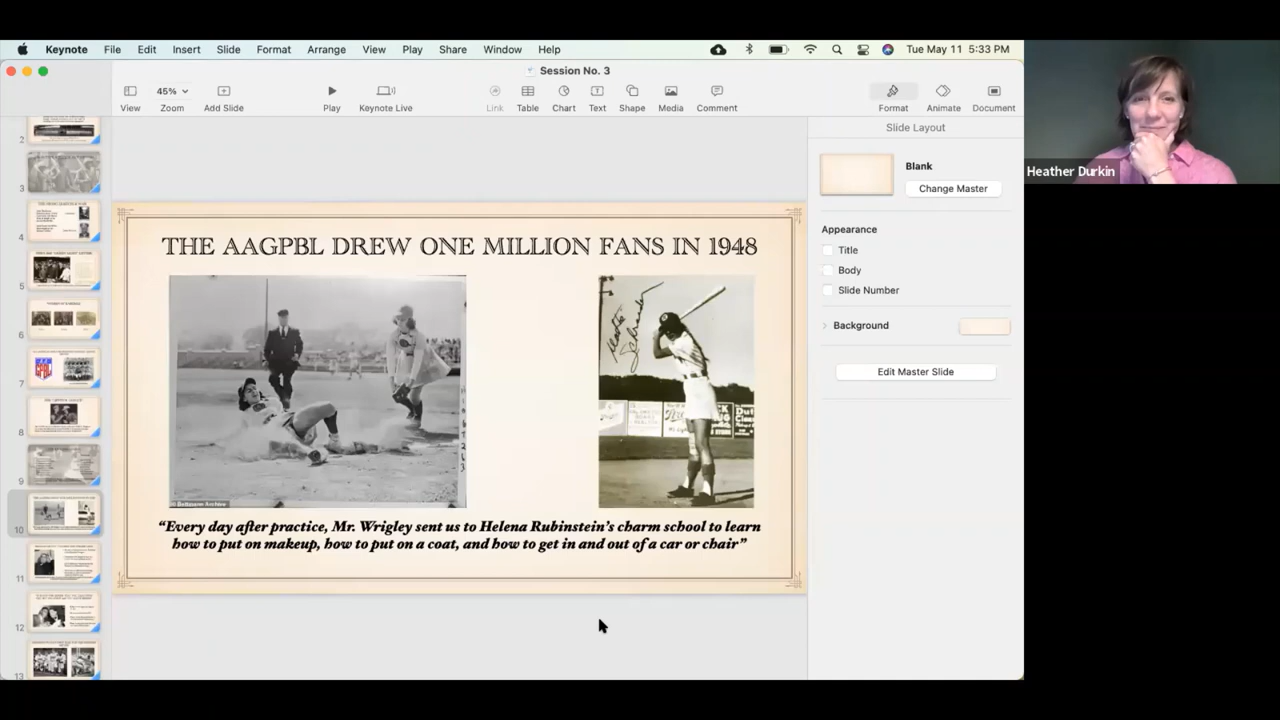 Keynote File Edit Insert Slide Format Arrange View Play Share Window Help
Tue May 11 5:33 PM
Session No. 3
45%
View Zoom Add Slide Play Keynote Live Link Table Chart Text Shape Media Comment Format Animate Document
Slide Layout
Blank
Change Master
Appearance
Title
Body
Slide Number
Background
Edit Master Slide
2
3
4
5
6
7
8
9
10
11
12
13
THE AAGPBL DREW ONE MILLION FANS IN 1948
Bettmann Archive
“Every day after practice, Mr. Wrigley sent us to Helena Rubinstein’s charm school to learn
how to put on makeup, how to put on a coat, and how to get in and out of a car or chair”
Heather Durkin